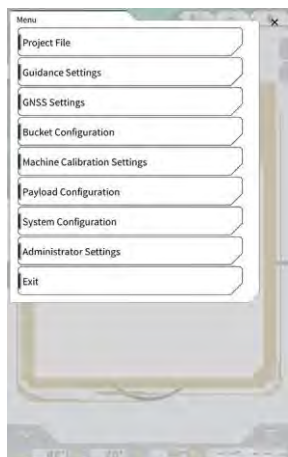 Menu
×
Project File
Guidance Settings
GNSS Settings
Bucket Configuration
Machine Calibration Settings
Payload Configuration
System Configuration
Administrator Settings
Exit